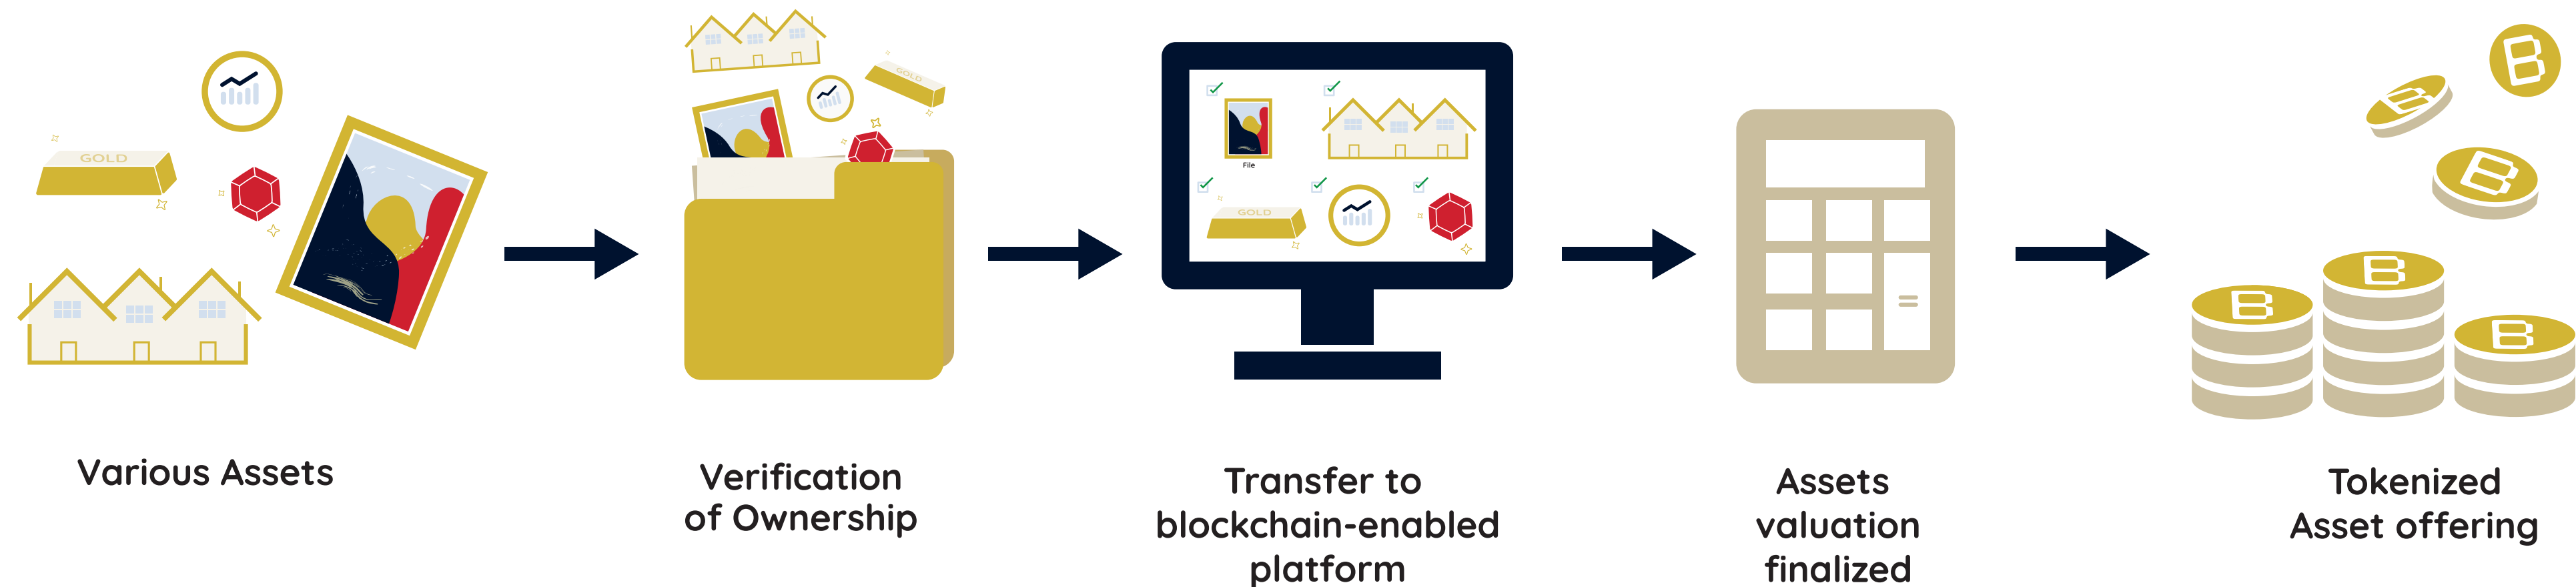 GOLD
Various Assets
GOLD
Verification
of Ownership
File
GOLD
Transfer to
blockchain-enabled
platform
=
Assets
valuation
finalized
B
B
B
B
B
B
Tokenized
Asset offering